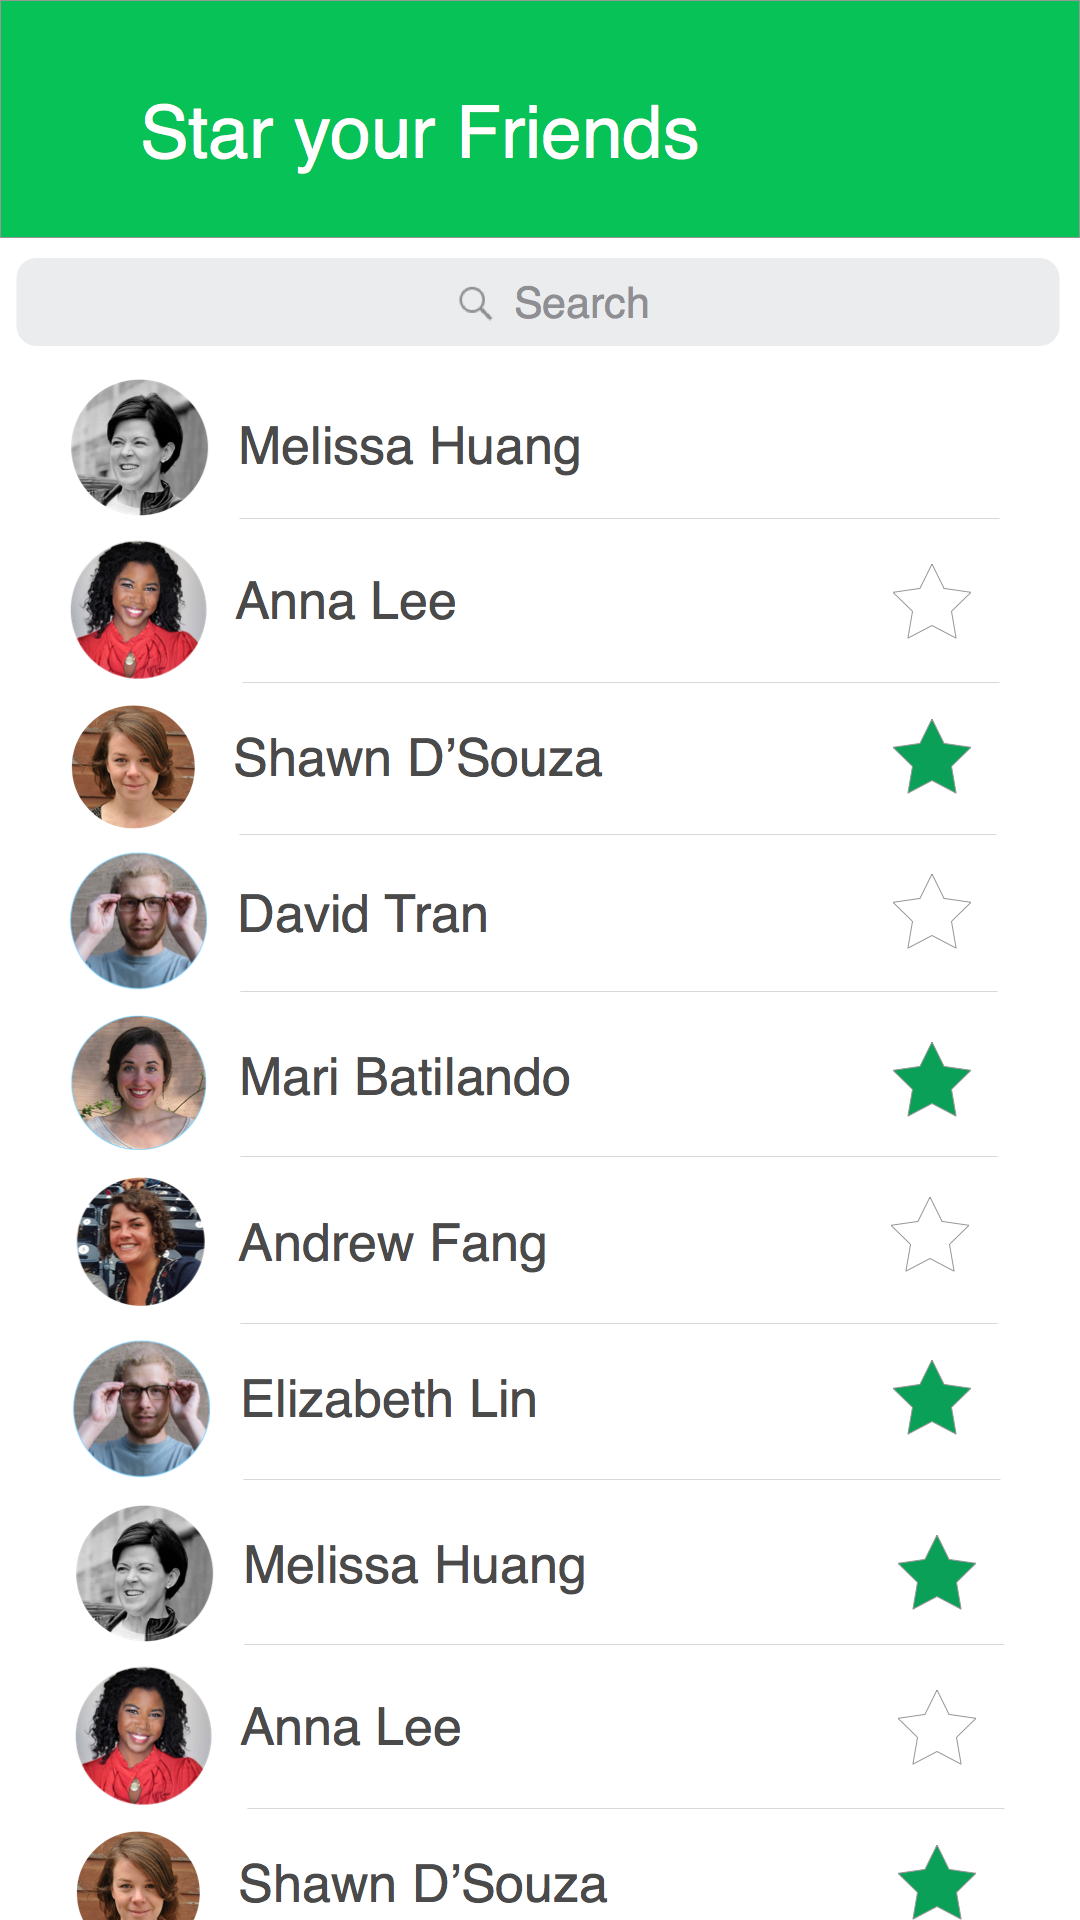 Star your Friends
Search
Melissa Huang
Anna Lee
Shawn D’Souza
David Tran
Mari Batilando
Andrew Fang
Elizabeth Lin
Melissa Huang
Anna Lee
Shawn D’Souza